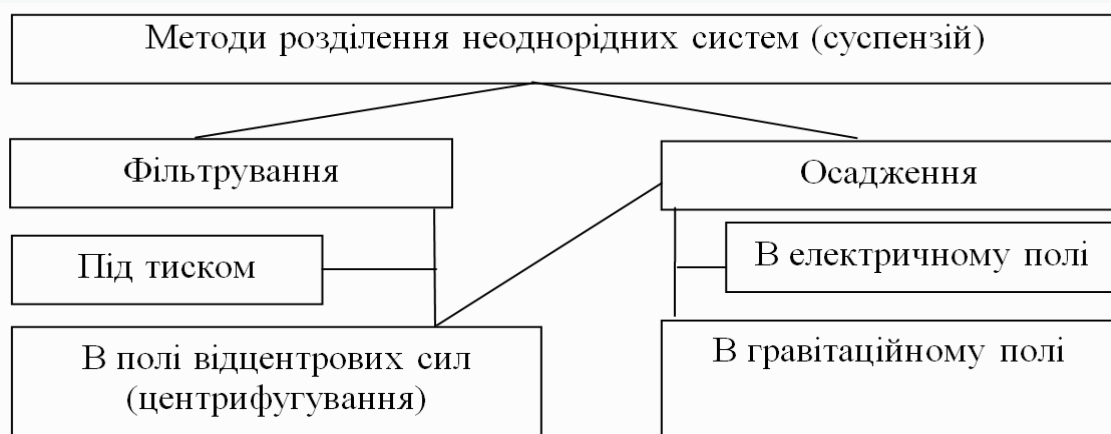 Методи розділення неоднорідних систем (суспензій)
Фільтрування
Осадження
Під тиском
В електричному полі
В полі відцентрових сил
(центрифугування)
В гравітаційному полі